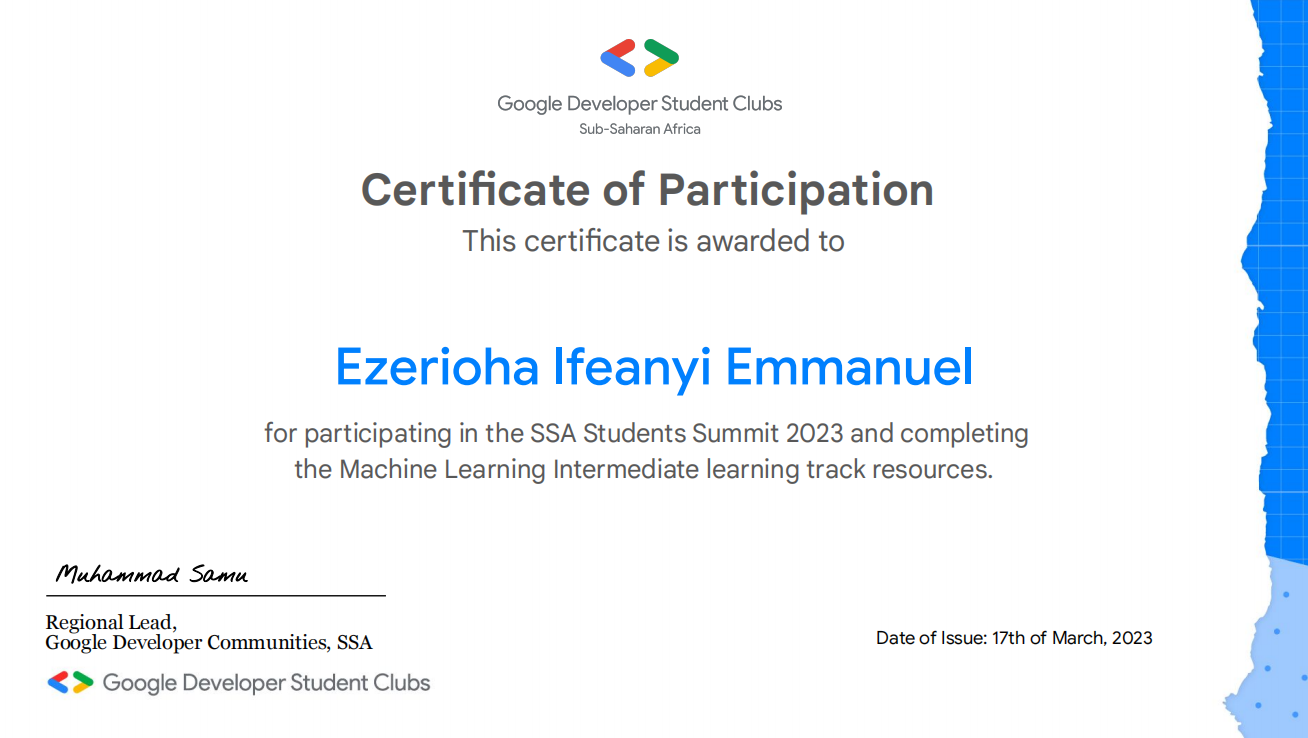 Google Developer Student Clubs
Sub-Saharan Africa
Certificate of Participation
This certificate is awarded to
Ezerioha Ifeanyi Emmanuel
for participating in the SSA Students Summit 2023 and completing
the Machine Learning Intermediate learning track resources.
Muhammad Samu
Regional Lead,
Google Developer Communities, SSA
Date of Issue: 17th of March, 2023
Google Developer Student Clubs